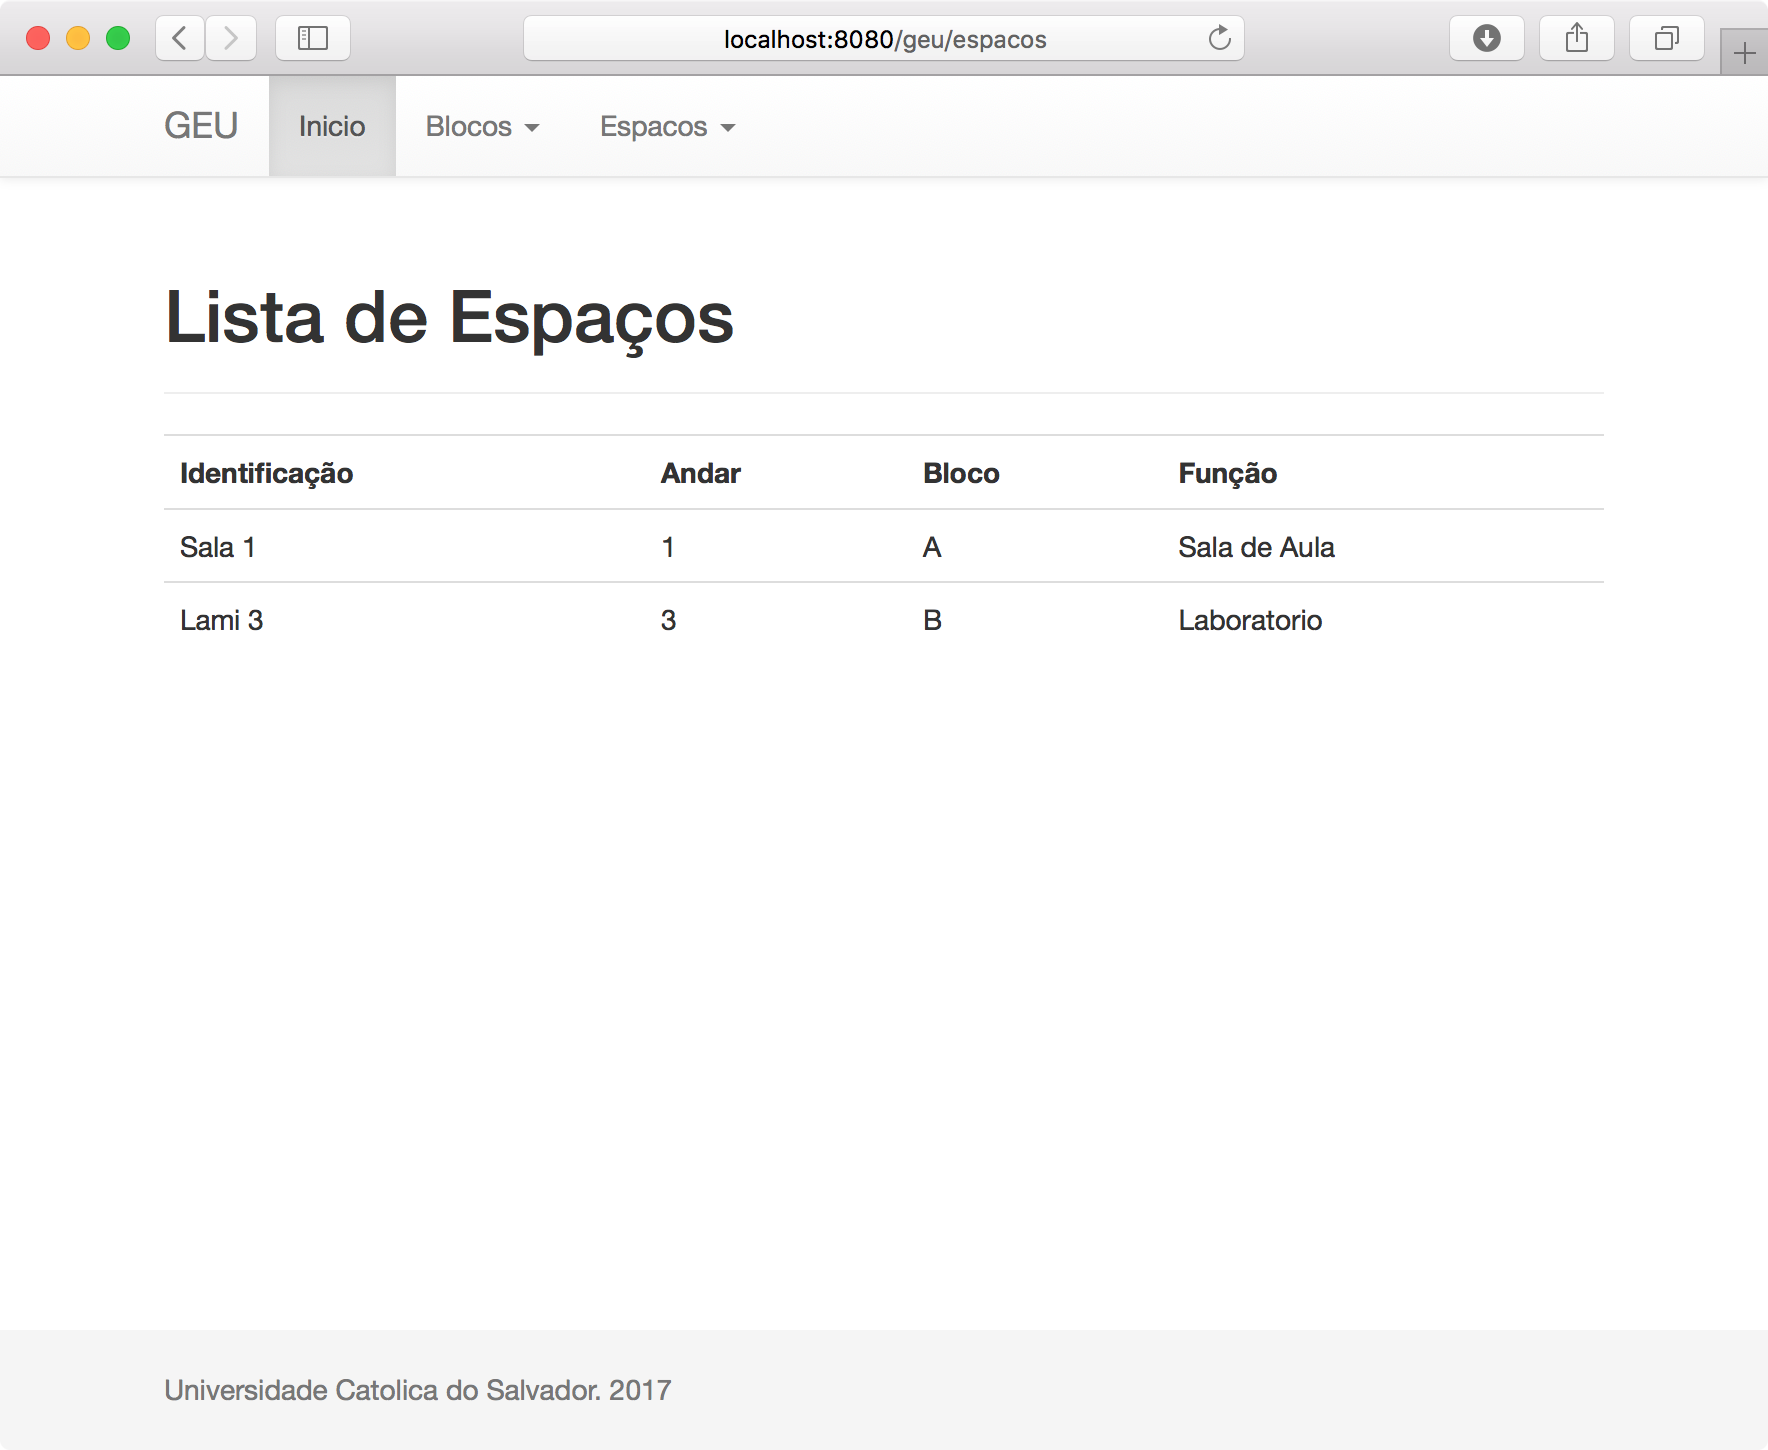 localhost:8080/geu/espacos
GEU Inicio Blocos Espacos
Lista de Espaços
Identificação Andar Bloco Função
Sala 1 1 A Sala de Aula
Lami 3 3 B Laboratorio
Universidade Catolica do Salvador. 2017